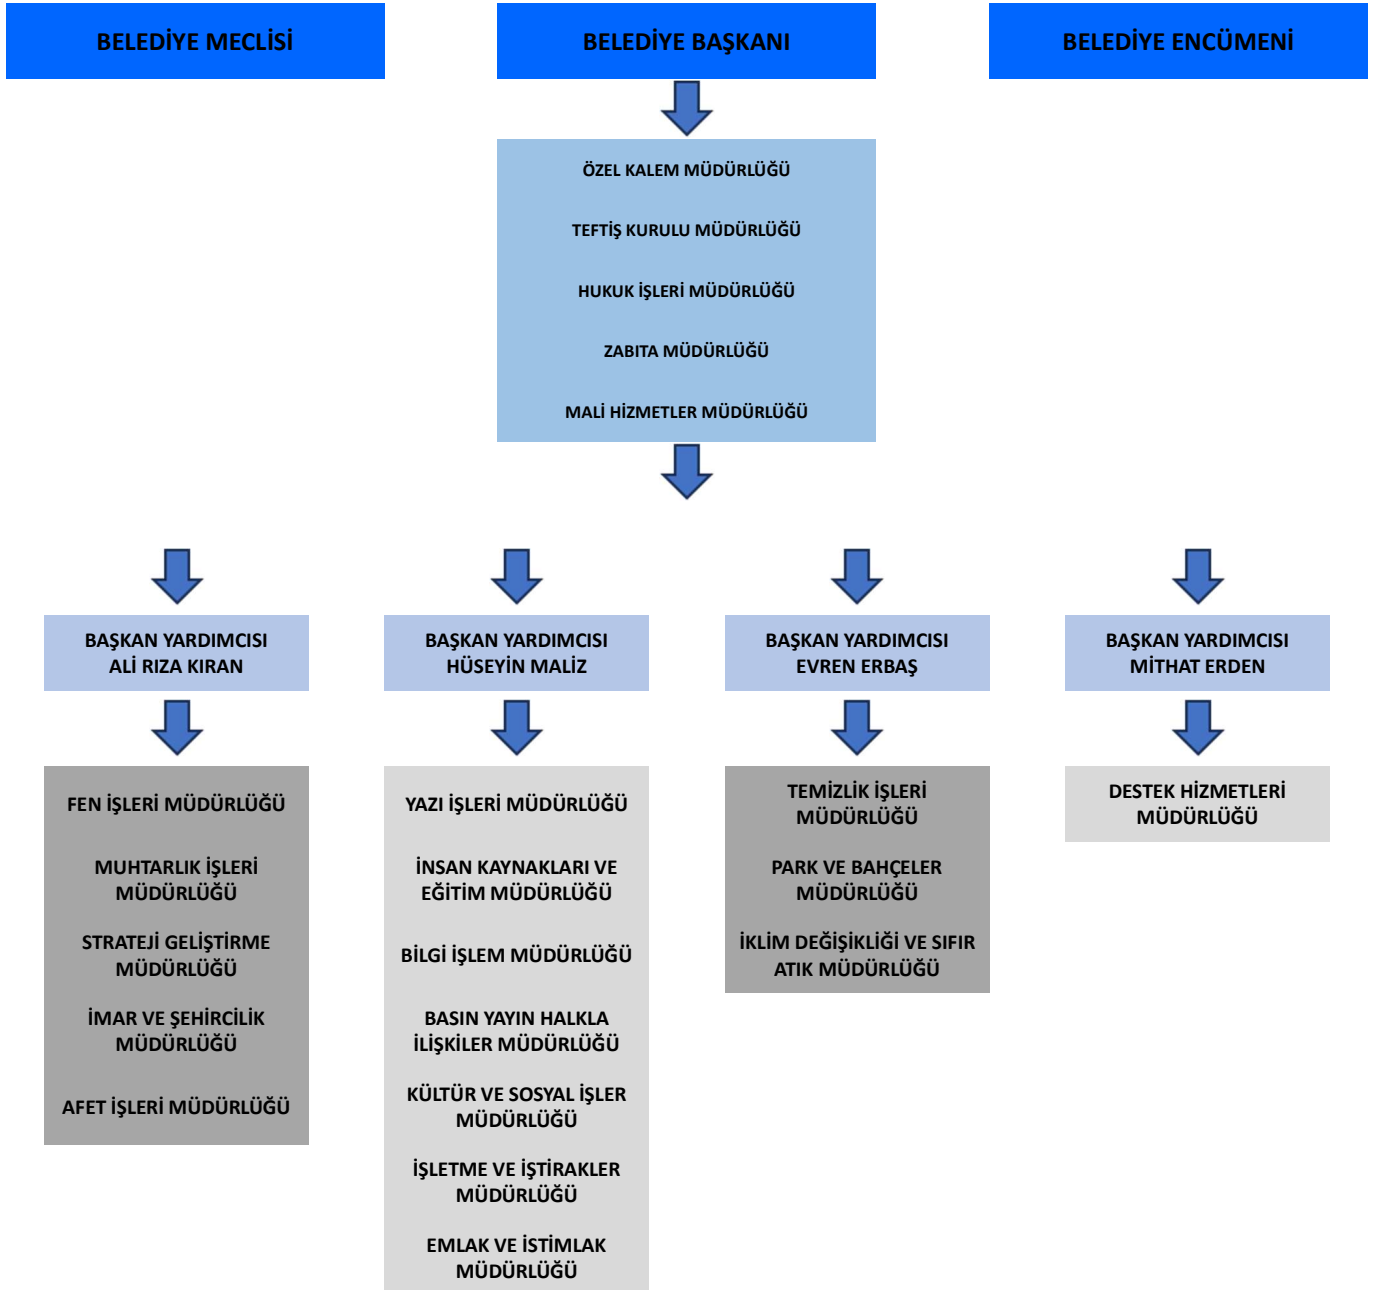 BELEDİYE MECLİSİ
BELEDİYE BAŞKANI
BELEDİYE ENCÜMENİ
ÖZEL KALEM MÜDÜRLÜĞÜ
TEFTİŞ KURULU MÜDÜRLÜĞÜ
HUKUK İŞLERİ MÜDÜRLÜĞÜ
ZABITA MÜDÜRLÜĞÜ
MALİ HİZMETLER MÜDÜRLÜĞÜ
BAŞKAN YARDIMCISI
ALİ RIZA KIRAN
BAŞKAN YARDIMCISI
HÜSEYİN MALİZ
BAŞKAN YARDIMCISI
EVREN ERBAŞ
BAŞKAN YARDIMCISI
MİTHAT ERDEN
FEN İŞLERİ MÜDÜRLÜĞÜ
MUHTARLIK İŞLERİ
MÜDÜRLÜĞÜ
STRATEJİ GELİŞTİRME
MÜDÜRLÜĞÜ
İMAR VE ŞEHİRCİLİK
MÜDÜRLÜĞÜ
AFET İŞLERİ MÜDÜRLÜĞÜ
YAZI İŞLERİ MÜDÜRLÜĞÜ
İNSAN KAYNAKLARI VE
EĞİTİM MÜDÜRLÜĞÜ
BİLGİ İŞLEM MÜDÜRLÜĞÜ
BASIN YAYIN HALKLA
İLİŞKİLER MÜDÜRLÜĞÜ
KÜLTÜR VE SOSYAL İŞLER
MÜDÜRLÜĞÜ
İŞLETME VE İŞTİRAKLER
MÜDÜRLÜĞÜ
EMLAK VE İSTİMLAK
MÜDÜRLÜĞÜ
TEMİZLİK İŞLERİ
MÜDÜRLÜĞÜ
PARK VE BAHÇELER
MÜDÜRLÜĞÜ
İKLİM DEĞİŞİKLİĞİ VE SIFIR
ATIK MÜDÜRLÜĞÜ
DESTEK HİZMETLERİ
MÜDÜRLÜĞÜ